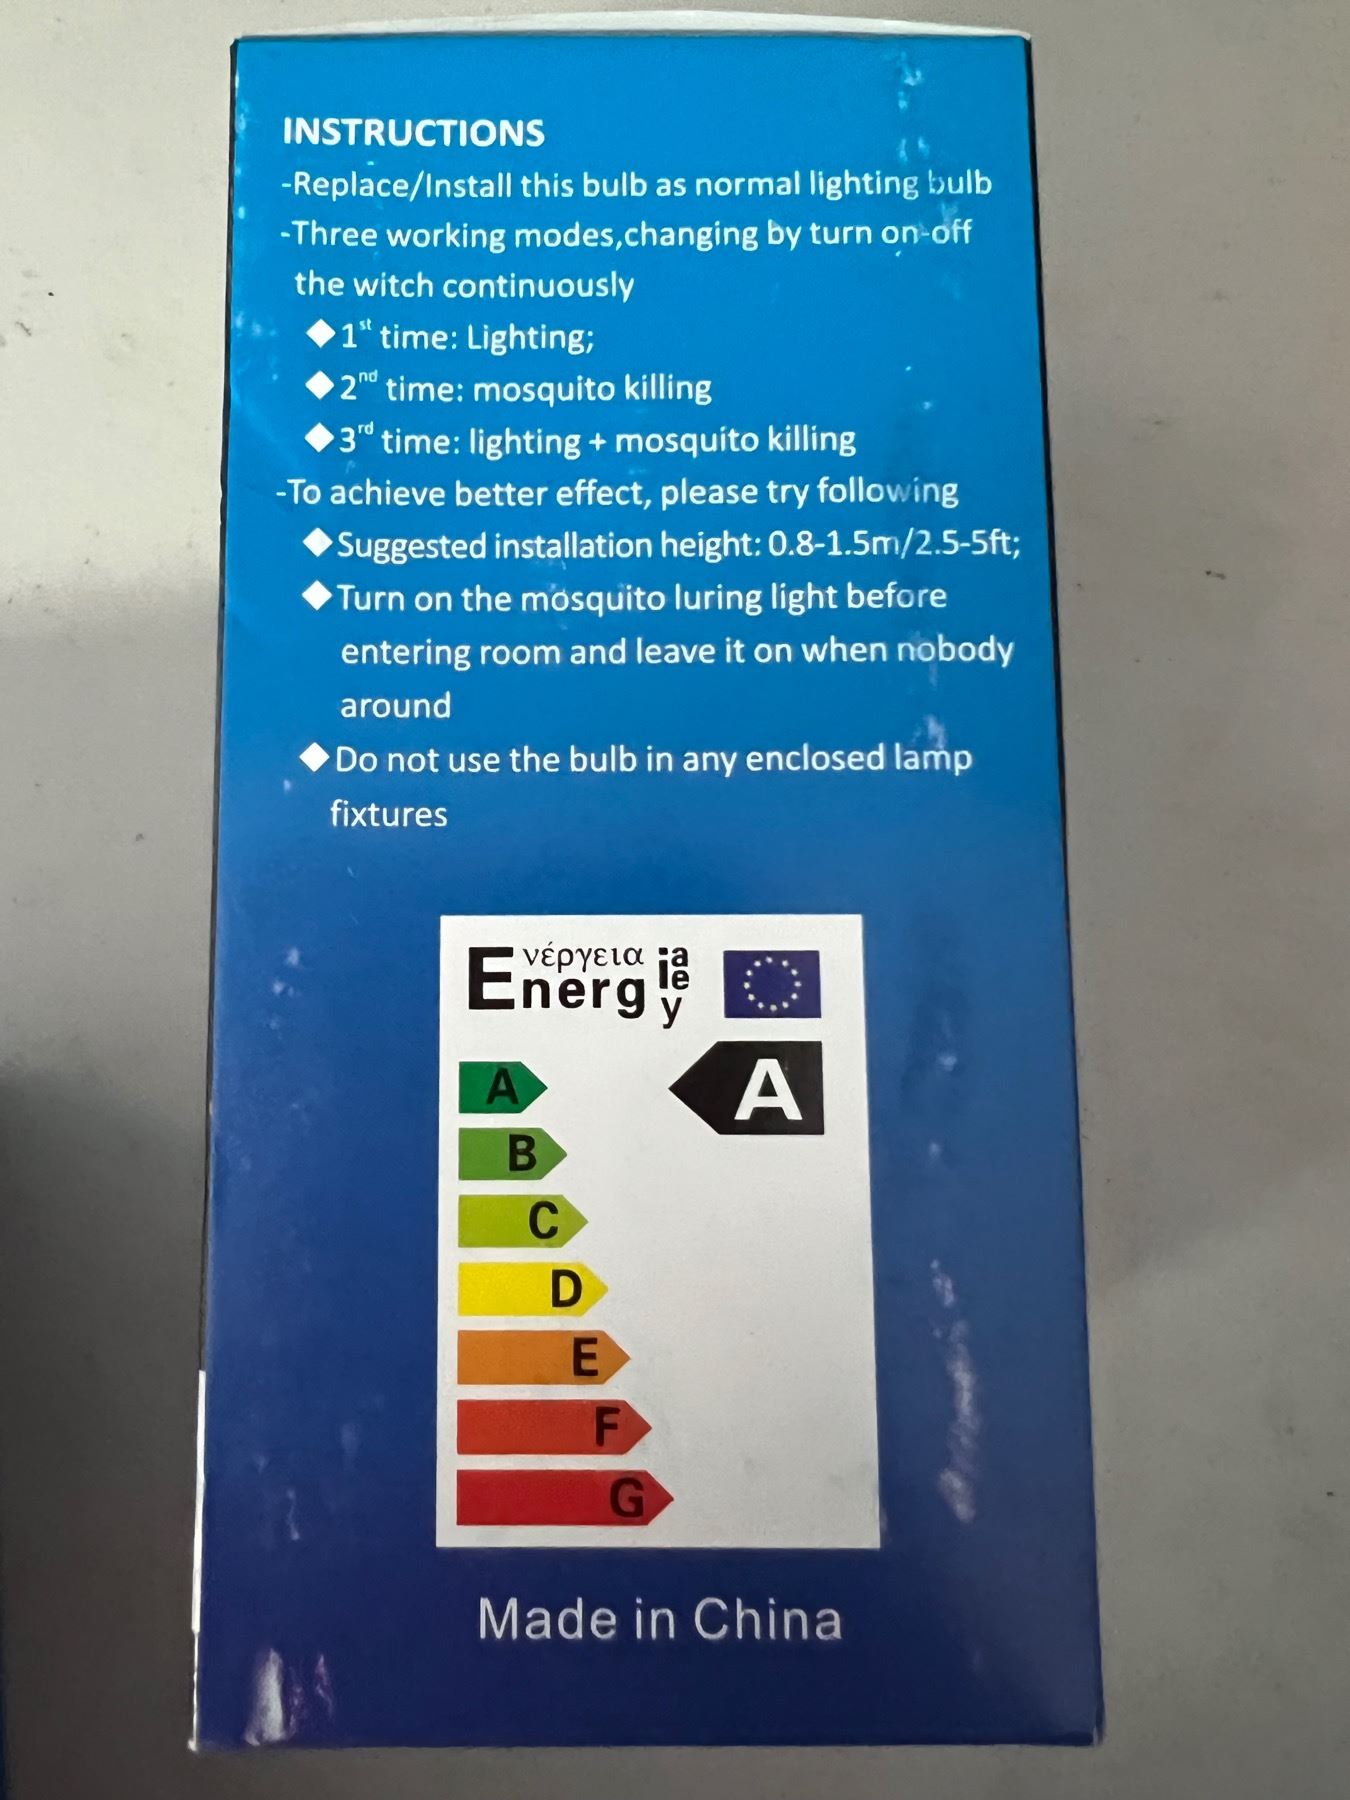 INSTRUCTIONS
-Replace/Install this bulb as normal lighting bulb
-Three working modes,changing by turn on-off
the witch continuously
◆1st time: Lighting;
◆2nd time: mosquito killing
◆3rd time: lighting + mosquito killing
-To achieve better effect, please try following
◆Suggested installation height: 0.8-1.5m/2.5-5ft;
◆Turn on the mosquito luring light before
entering room and leave it on when nobody
around
◆Do not use the bulb in any enclosed lamp
fixtures
Energ νέργεια ia ie y
A A
B
C
D
E
F
G
Made in China